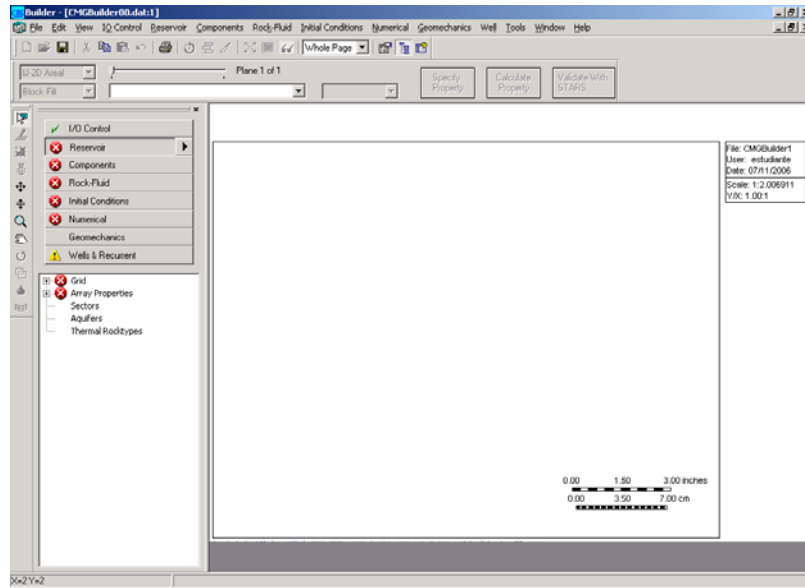 Builder - [CMGBuilder00.dat:1]
File Edit View IO Control Reservoir Components Rock-Fluid Initial Conditions Numerical Geomechanics Well Tools Window Help
Whole Page
IJ-2D Areal
Plane 1 of 1
Block Fill
Specify Property
Calculate Property
Validate With STARS
I/O Control
Reservoir
Components
Rock-Fluid
Initial Conditions
Numerical
Geomechanics
Wells & Recurrent
Grid
Array Properties
Sectors
Aquifers
Thermal Rocktypes
File: CMGBuilder1
User: estudiante
Date: 07/11/2006
Scale: 1:2.006911
Y/X: 1.00:1
0.00 1.50 3.00 inches
0.00 3.50 7.00 cm
X=2 Y=2